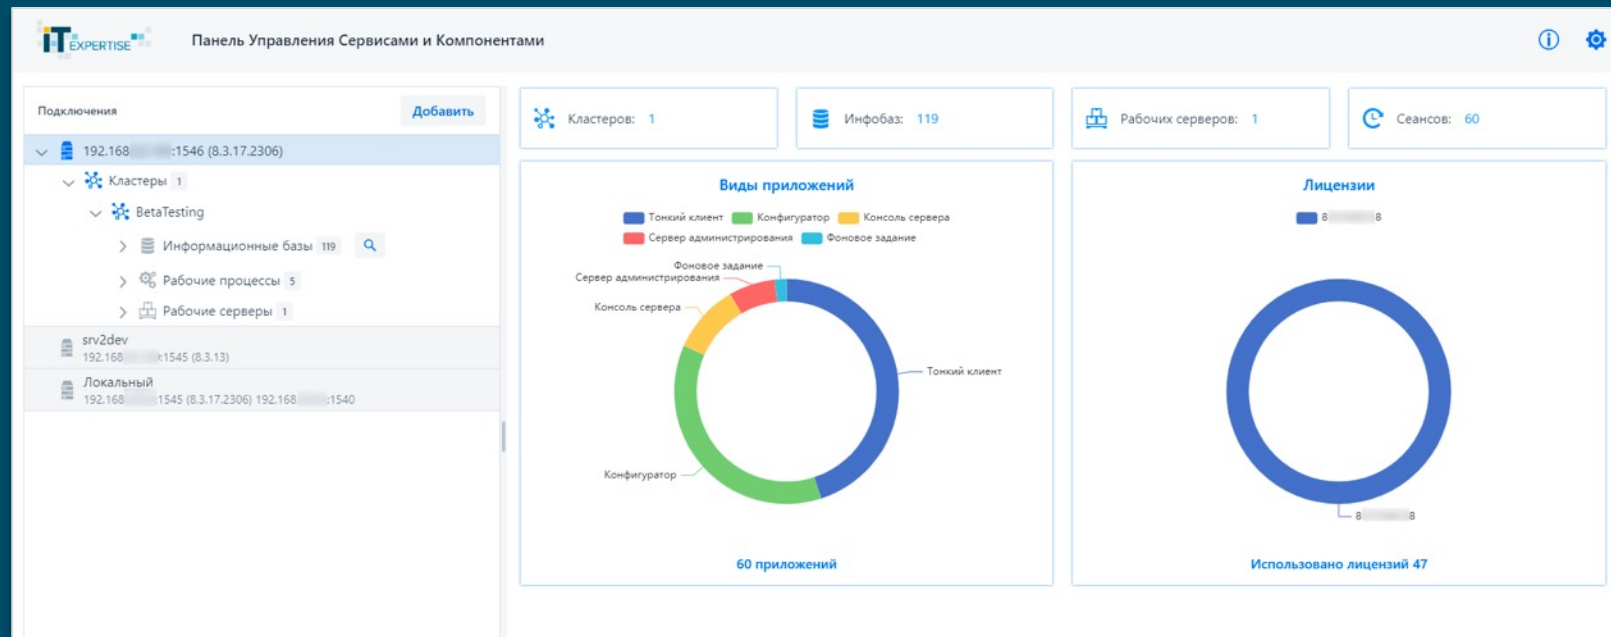 IT EXPERTISE
Панель Управления Сервисами и Компонентами
Подключения
Добавить
192.168 :1546 (8.3.17.2306)
Кластеры 1
BetaTesting
Информационные базы 119
Рабочие процессы 5
Рабочие серверы 1
srv2dev
192.168 :1545 (8.3.13)
Локальный
192.168 :1545 (8.3.17.2306) 192.168 :1540
Кластеров: 1
Инфобаз: 119
Рабочих серверов: 1
Сеансов: 60
Виды приложений
Тонкий клиент Конфигуратор Консоль сервера
Сервер администрирования Фоновое задание
Фоновое задание
Сервер администрирования
Консоль сервера
Тонкий клиент
Конфигуратор
60 приложений
Лицензии
8 8
8 8
Использовано лицензий 47